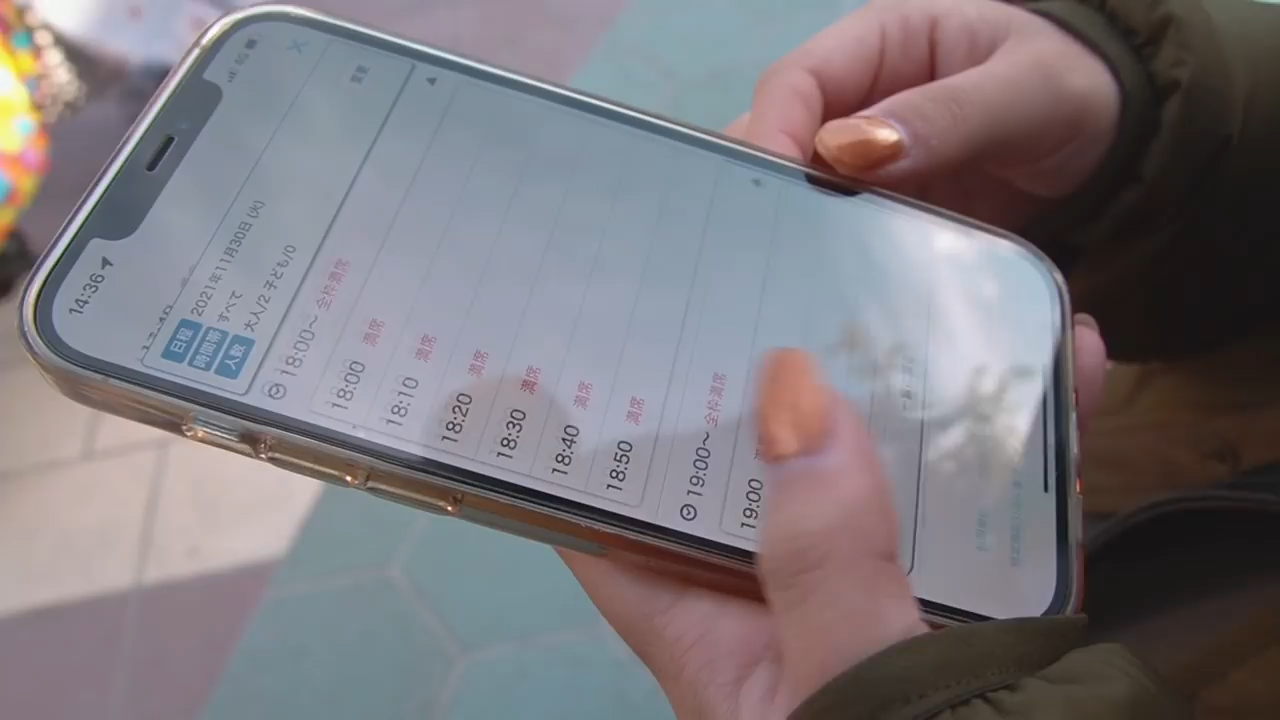 14:36
4G
変更
日程 2021年11月30日 (火)
時間帯 すべて
人数 大人/2 子ども/0
18:00〜 全枠満席
18:00 満席
18:10 満席
18:20 満席
18:30 満席
18:40 満席
18:50 満席
19:00〜 全枠満席
19:00